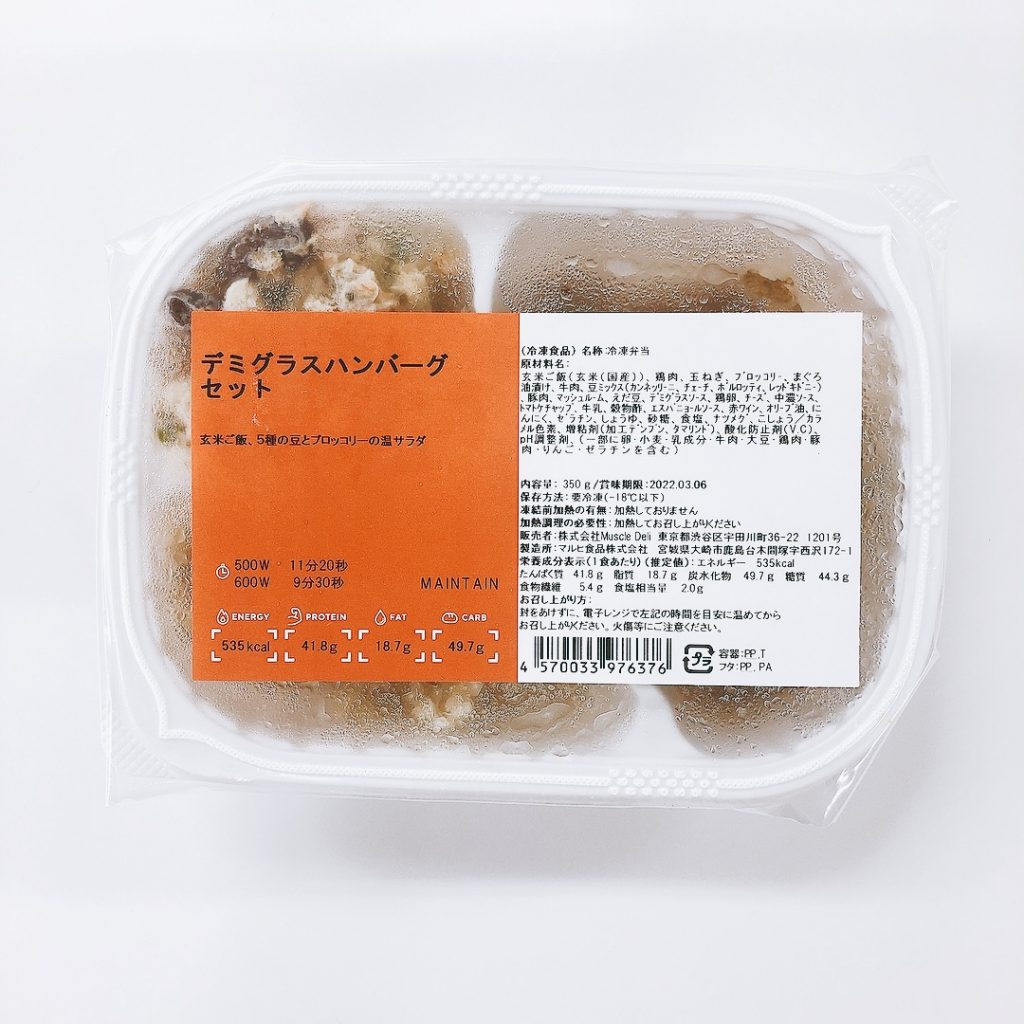 デミグラスハンバーグ
セット
玄米ご飯、5種の豆とブロッコリーの温サラダ
500W・11分20秒
600W 9分30秒
MAINTAIN
ENERGY PROTEIN FAT CARB
535kcal 41.8g 18.7g 49.7g
(冷凍食品) 名称:冷凍弁当
原材料名:
玄米ご飯(玄米(国産))、鶏肉、玉ねぎ、ブロッコリー、まぐろ
油漬け、牛肉、豆ミックス(カンネッリーニ、チェーチ、ボルロッティ、レッドキドニー)
、豚肉、マッシュルーム、えだ豆、デミグラスソース、鶏卵、チーズ、中濃ソース、
トマトケチャップ、牛乳、穀物酢、エスパニョールソース、赤ワイン、オリーブ油、にん
にく、ゼラチン、しょうゆ、砂糖、食塩、ナツメグ、こしょう/カラ
メル色素、増粘剤(加工デンプン、タマリンド)、酸化防止剤(V.C)、
pH調整剤、(一部に卵・小麦・乳成分・牛肉・大豆・鶏肉・豚
肉・りんご・ゼラチンを含む)
内容量: 350g/賞味期限:2022.03.06
保存方法:要冷凍(-18℃以下)
凍結前加熱の有無:加熱しておりません
加熱調理の必要性:加熱してお召し上がりください
販売者:株式会社Muscle Deli 東京都渋谷区宇田川町36-22 1201号
製造所:マルヒ食品株式会社 宮城県大崎市鹿島台木間塚字西沢172-1
栄養成分表示(1食あたり)(推定値):エネルギー 535kcal
たんぱく質 41.8g 脂質 18.7g 炭水化物 49.7g 糖質 44.3g
食物繊維 5.4g 食塩相当量 2.0g
お召し上がり方:
封をあけずに、電子レンジで左記の時間を目安に温めてから
お召し上がりください。火傷等にご注意ください。
4 570033 976376
プラ
容器:PP.T
フタ:PP.PA